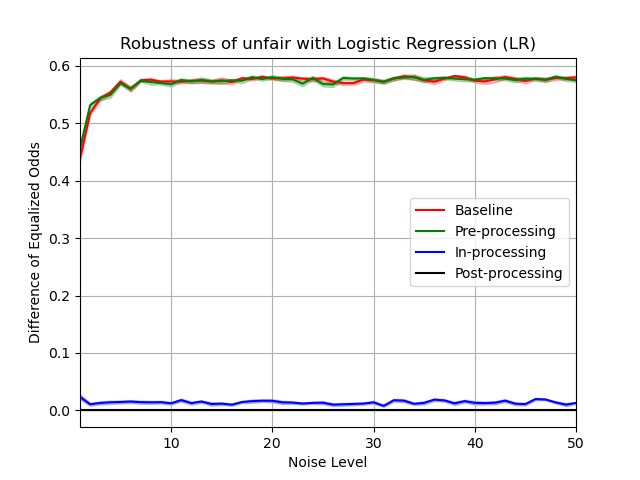 Robustness of unfair with Logistic Regression (LR)
Difference of Equalized Odds
0.6
0.5
0.4
0.3
0.2
0.1
0.0
Baseline
Pre-processing
In-processing
Post-processing
10 20 30 40 50
Noise Level